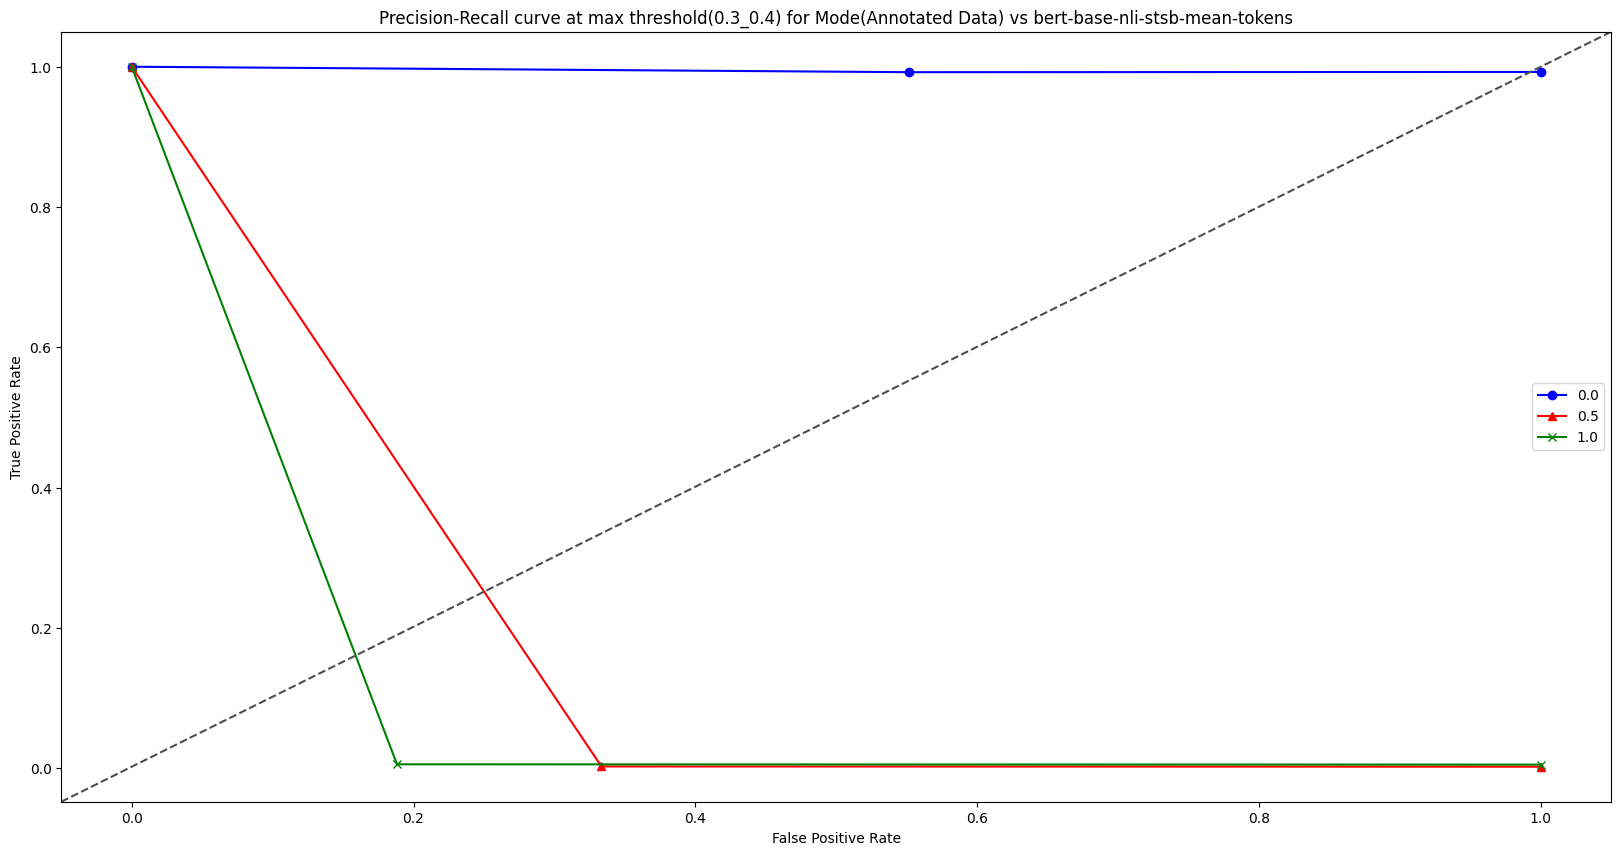 Precision-Recall curve at max threshold(0.3_0.4) for Mode(Annotated Data) vs bert-base-nli-stsb-mean-tokens
True Positive Rate
1.0
0.8
0.6
0.4
0.2
0.0
0.0
0.5
1.0
0.0 0.2 0.4 0.6 0.8 1.0
False Positive Rate